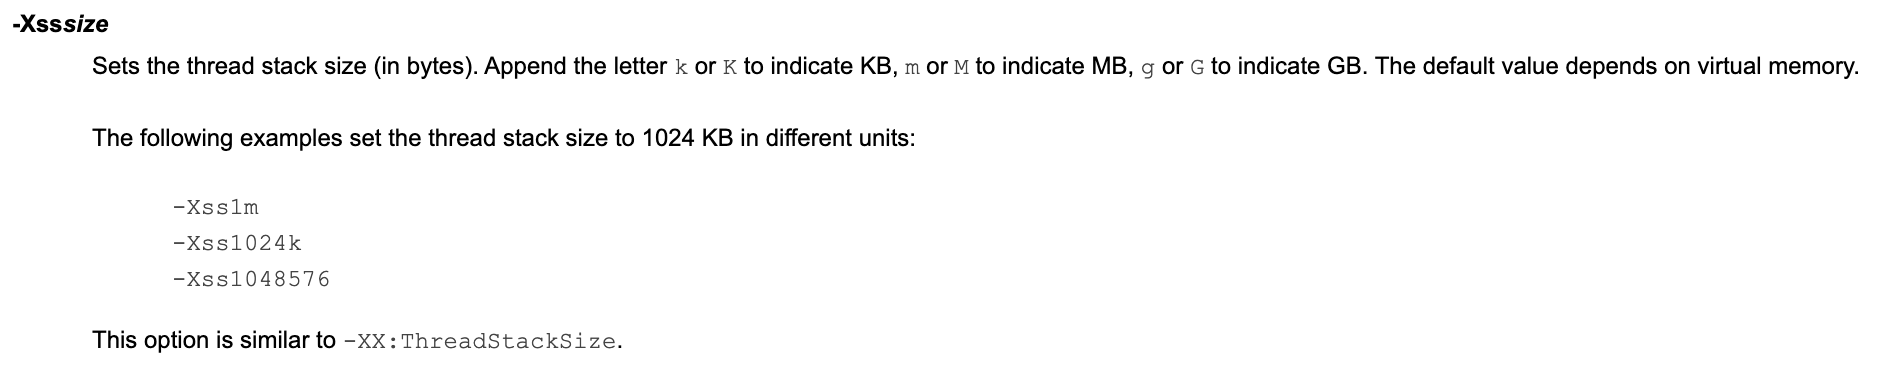 -Xsssize
Sets the thread stack size (in bytes). Append the letter k or K to indicate KB, m or M to indicate MB, g or G to indicate GB. The default value depends on virtual memory.
The following examples set the thread stack size to 1024 KB in different units:
-Xss1m
-Xss1024k
-Xss1048576
This option is similar to -XX:ThreadStackSize.